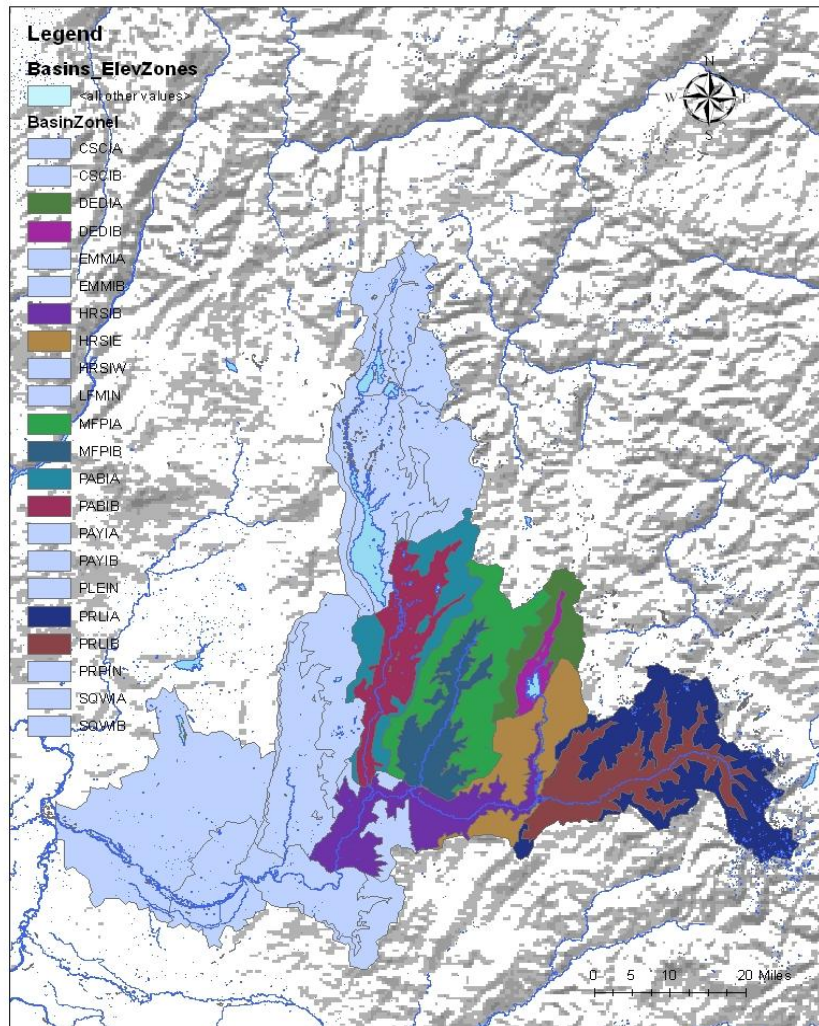 Legend
Basins_ElevZones
<all other values>
BasinZoneI
CSCIA
CSCIB
DEDIA
DEDIB
EMMIA
EMMIB
HRSIB
HRSIE
HRSIW
LFMIN
MFPIA
MFPIB
PABIA
PABIB
PAYIA
PAYIB
PLEIN
PRLIA
PRLIB
PRPIN
SQWIA
SQWIB
N
W
S
0 5 10 20 Miles